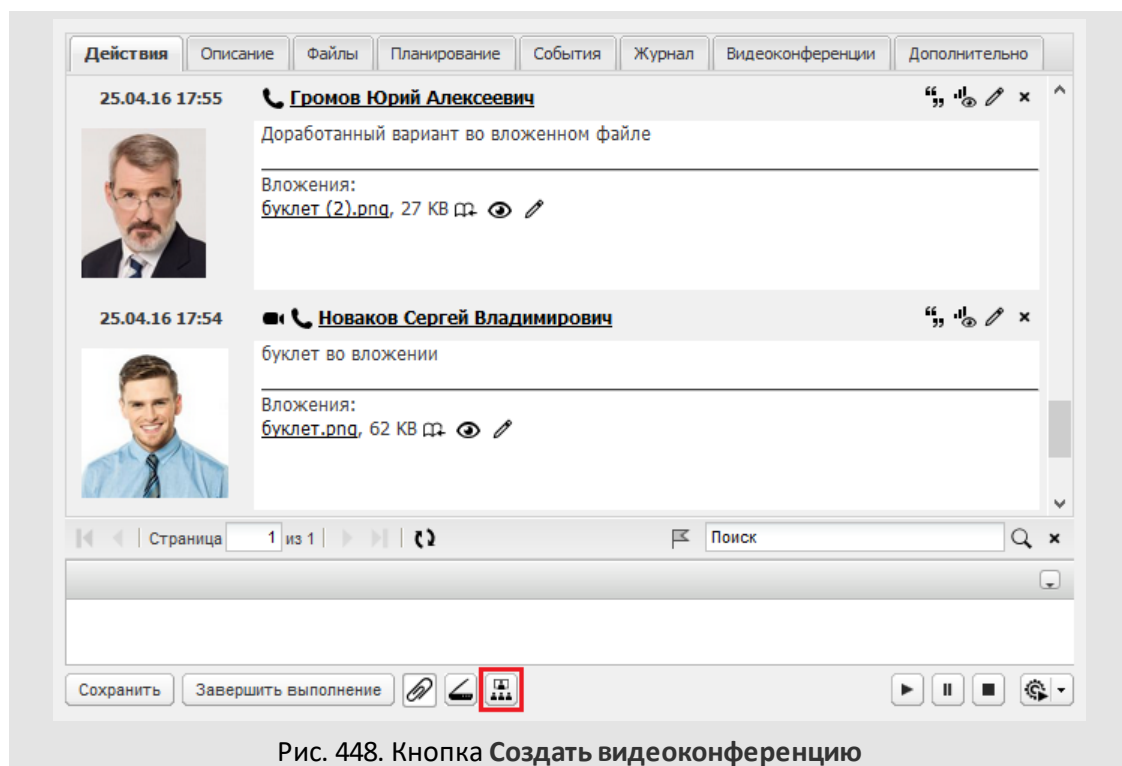 Действия Описание Файлы Планирование События Журнал Видеоконференции Дополнительно
25.04.16 17:55 Громов Юрий Алексеевич
Доработанный вариант во вложенном файле
Вложения:
буклет (2).png, 27 KB
25.04.16 17:54 Новаков Сергей Владимирович
буклет во вложении
Вложения:
буклет.png, 62 KB
Страница 1 из 1 Поиск
Сохранить Завершить выполнение
Рис. 448. Кнопка Создать видеоконференцию